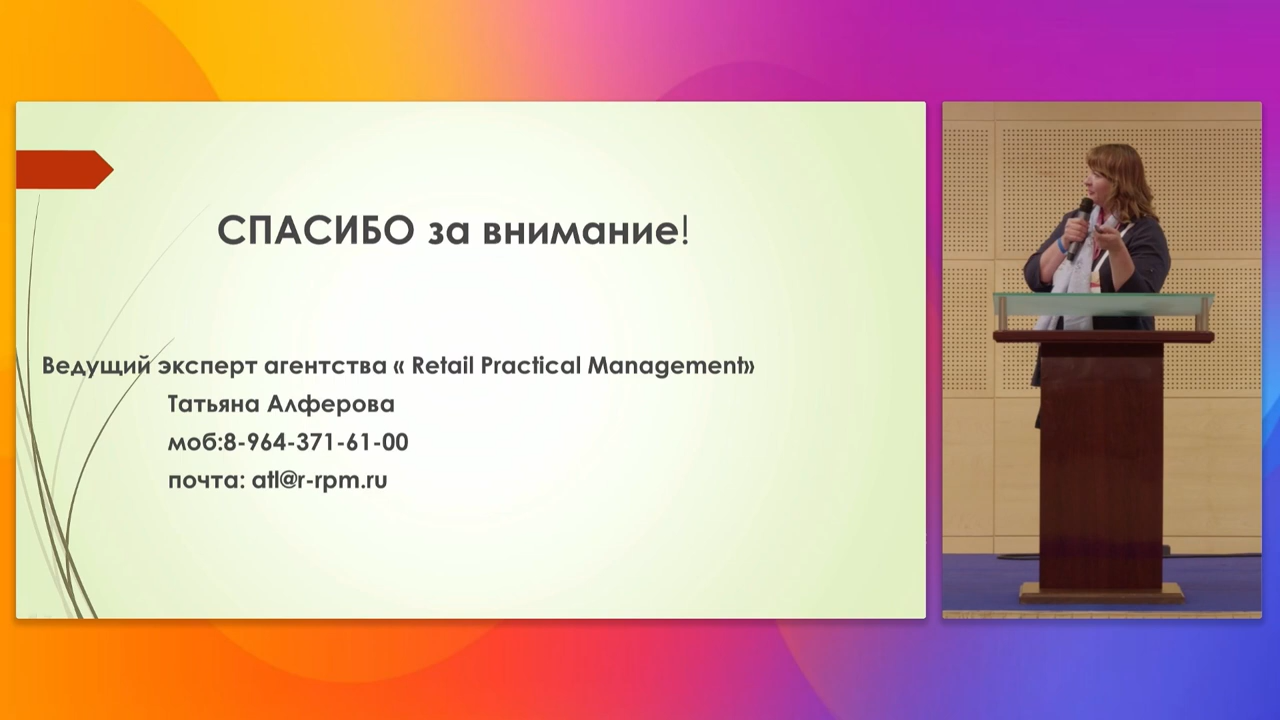 СПАСИБО за внимание!
Ведущий эксперт агентства « Retail Practical Management»
Татьяна Алферова
моб:8-964-371-61-00
почта: atl@r-rpm.ru